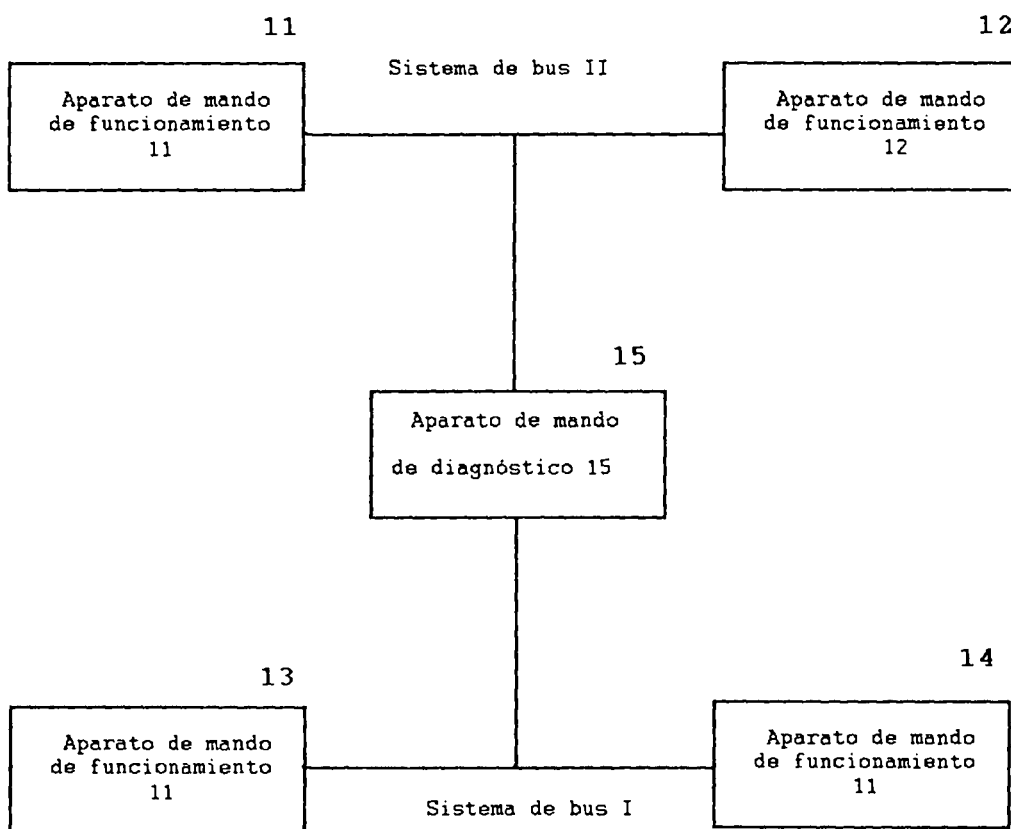 11
12
Sistema de bus II
Aparato de mando
de funcionamiento
11
Aparato de mando
de funcionamiento
12
15
Aparato de mando
de diagnóstico 15
13
14
Aparato de mando
de funcionamiento
11
Aparato de mando
de funcionamiento
11
Sistema de bus I